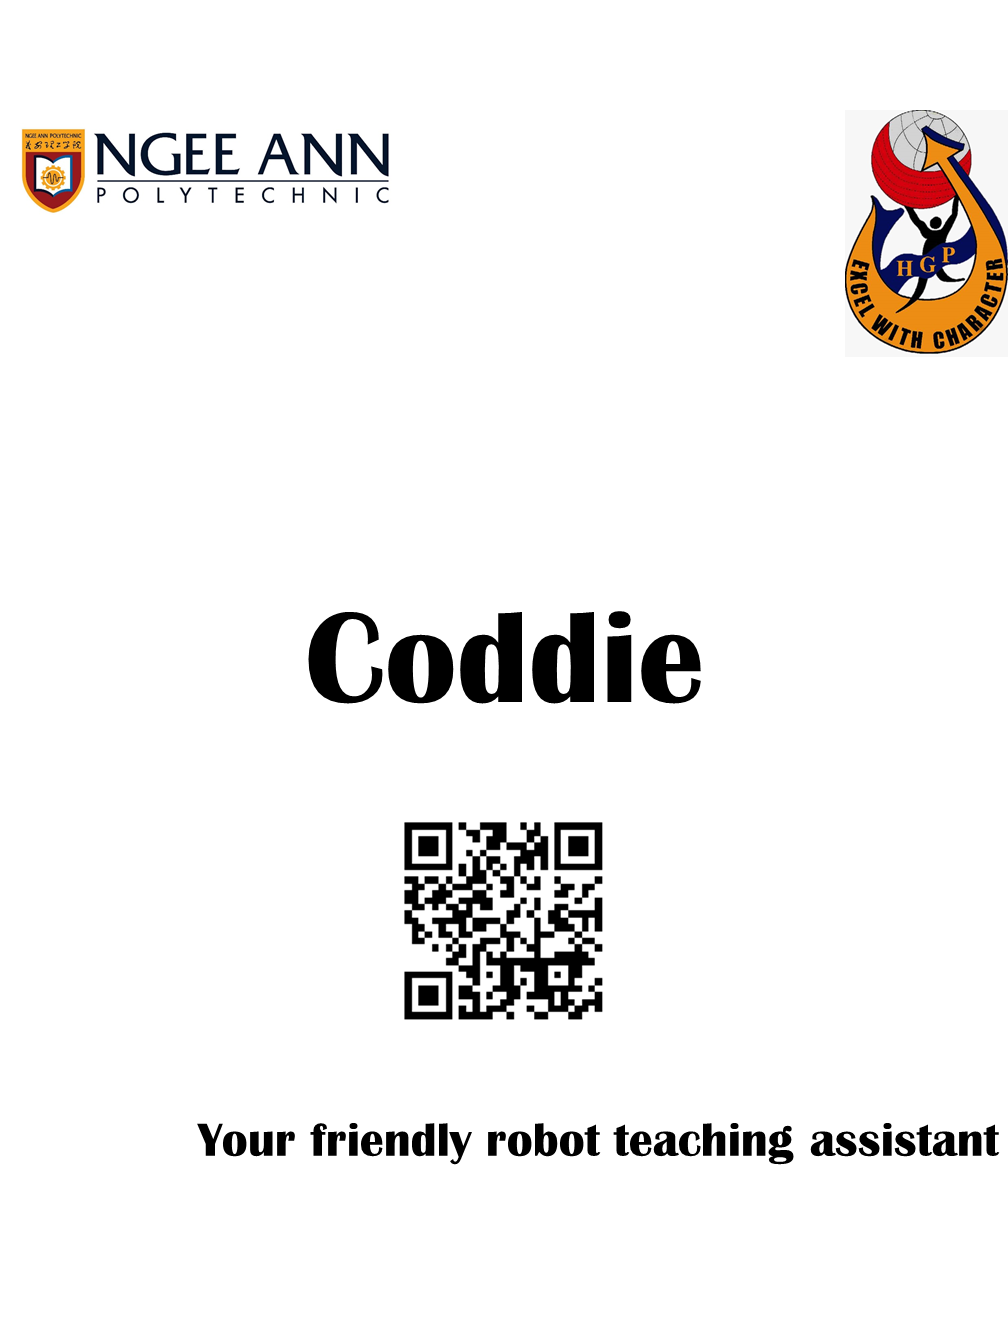 NGEE ANN POLYTECHNIC
NGEE ANN
POLYTECHNIC
HGP
EXCEL WITH CHARACTER
Coddie
Your friendly robot teaching assistant